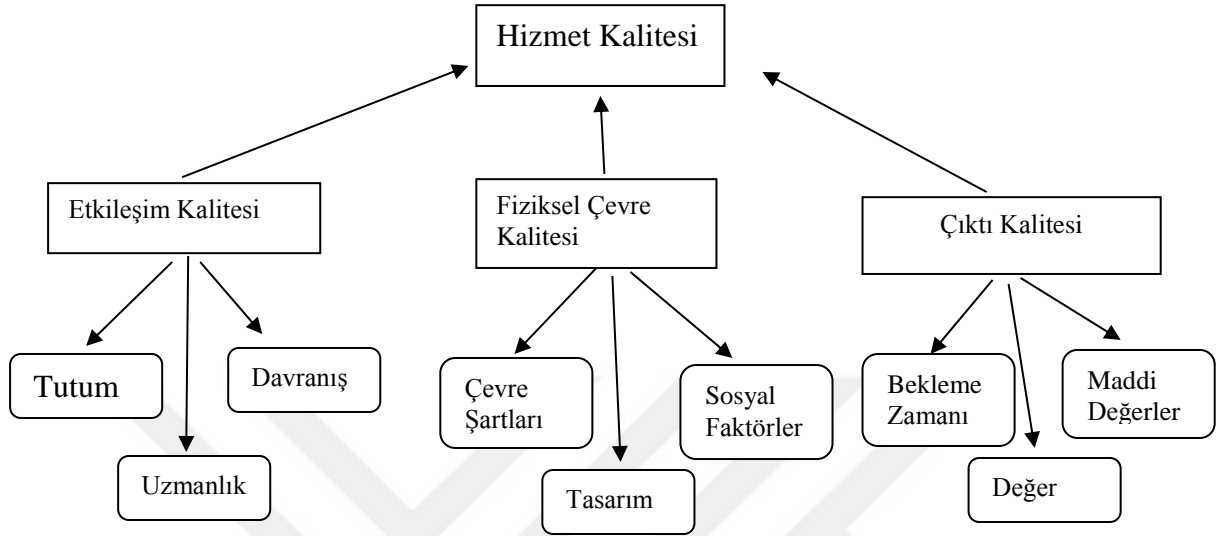 Hizmet Kalitesi
Etkileşim Kalitesi
Fiziksel Çevre
Kalitesi
Çıktı Kalitesi
Tutum
Davranış
Uzmanlık
Çevre
Şartları
Sosyal
Faktörler
Tasarım
Bekleme
Zamanı
Maddi
Değerler
Değer